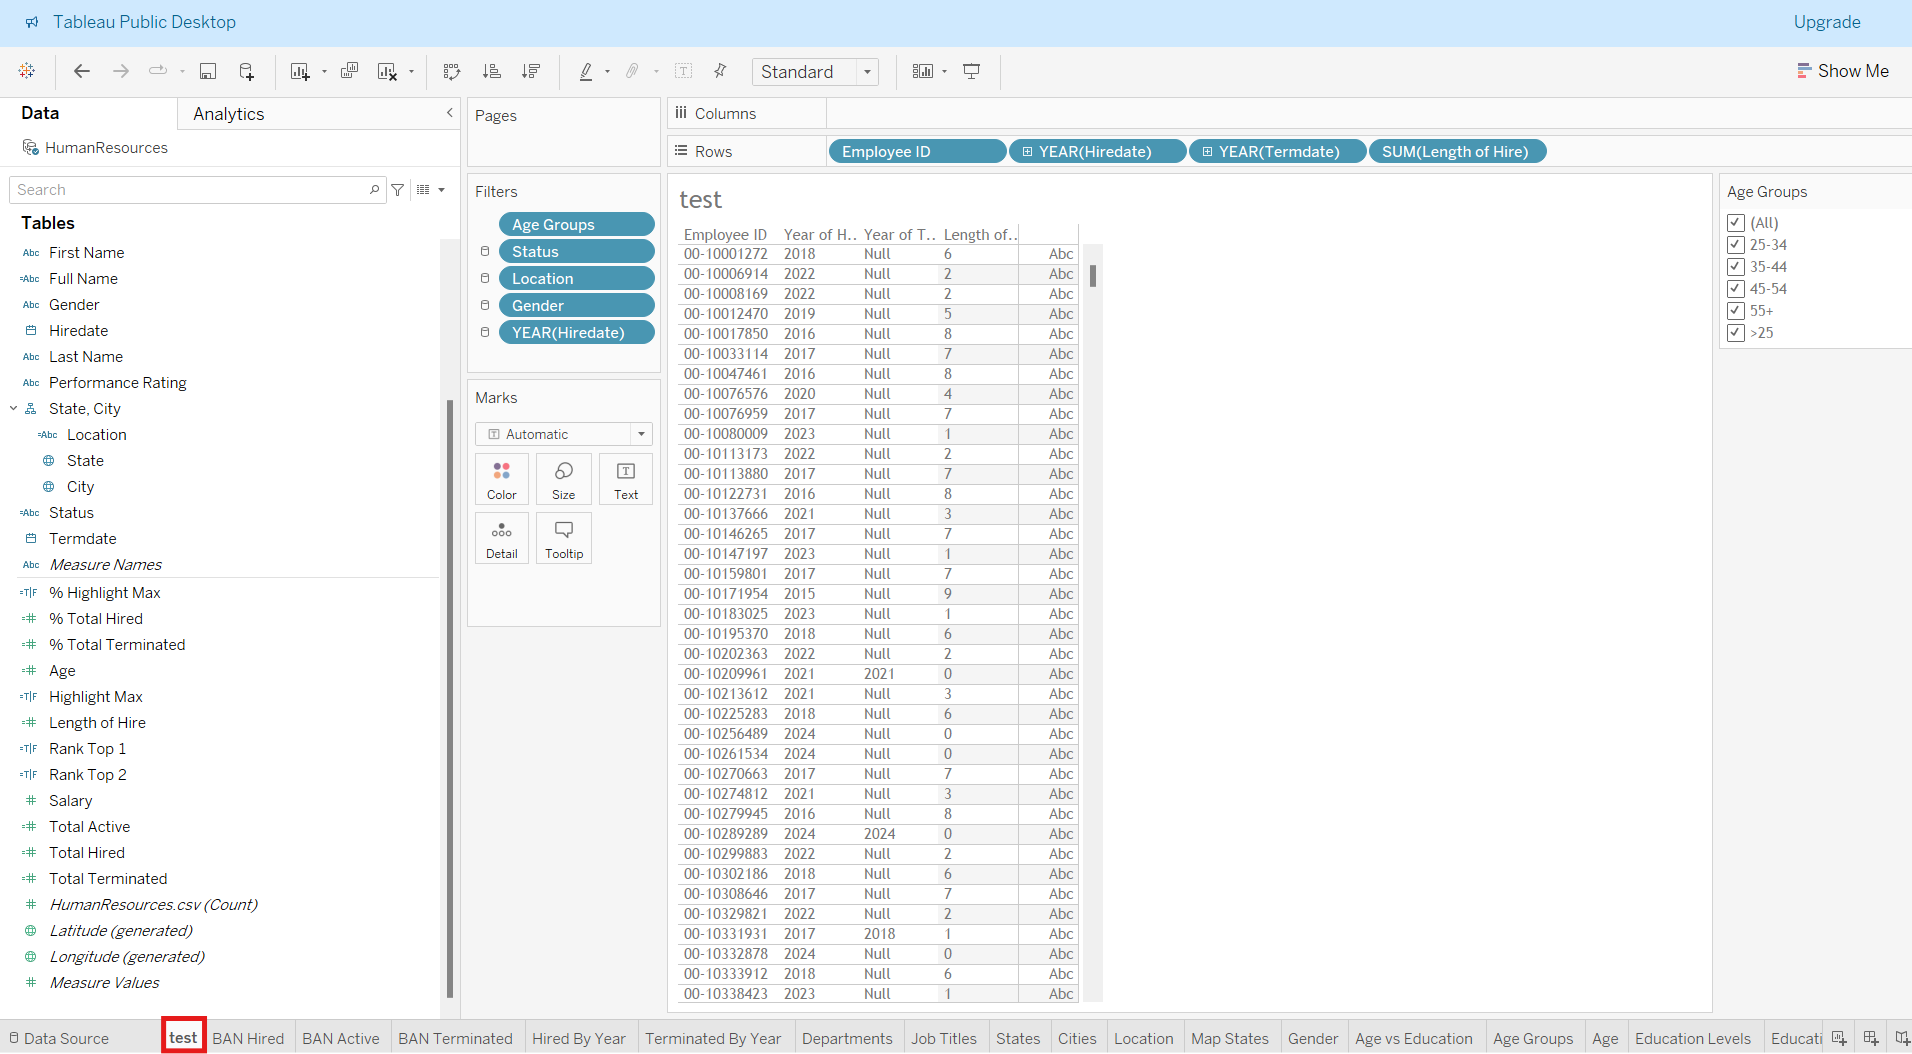 Tableau Public Desktop
Upgrade
Standard
Show Me
Data
Analytics
HumanResources
Search
Tables
Abc First Name
=Abc Full Name
Abc Gender
Hiredate
Abc Last Name
Abc Performance Rating
State, City
=Abc Location
State
City
=Abc Status
Termdate
Abc Measure Names
=T|F % Highlight Max
=# % Total Hired
=# % Total Terminated
=# Age
=T|F Highlight Max
=# Length of Hire
=T|F Rank Top 1
=T|F Rank Top 2
# Salary
=# Total Active
=# Total Hired
=# Total Terminated
# HumanResources.csv (Count)
Latitude (generated)
Longitude (generated)
# Measure Values
Pages
Filters
Age Groups
Status
Location
Gender
YEAR(Hiredate)
Marks
Automatic
Color Size Text
Detail Tooltip
Columns
Rows Employee ID YEAR(Hiredate) YEAR(Termdate) SUM(Length of Hire)
test
Employee ID Year of H.. Year of T.. Length of..
00-10001272 2018 Null 6 Abc
00-10006914 2022 Null 2 Abc
00-10008169 2022 Null 2 Abc
00-10012470 2019 Null 5 Abc
00-10017850 2016 Null 8 Abc
00-10033114 2017 Null 7 Abc
00-10047461 2016 Null 8 Abc
00-10076576 2020 Null 4 Abc
00-10076959 2017 Null 7 Abc
00-10080009 2023 Null 1 Abc
00-10113173 2022 Null 2 Abc
00-10113880 2017 Null 7 Abc
00-10122731 2016 Null 8 Abc
00-10137666 2021 Null 3 Abc
00-10146265 2017 Null 7 Abc
00-10147197 2023 Null 1 Abc
00-10159801 2017 Null 7 Abc
00-10171954 2015 Null 9 Abc
00-10183025 2023 Null 1 Abc
00-10195370 2018 Null 6 Abc
00-10202363 2022 Null 2 Abc
00-10209961 2021 2021 0 Abc
00-10213612 2021 Null 3 Abc
00-10225283 2018 Null 6 Abc
00-10256489 2024 Null 0 Abc
00-10261534 2024 Null 0 Abc
00-10270663 2017 Null 7 Abc
00-10274812 2021 Null 3 Abc
00-10279945 2016 Null 8 Abc
00-10289289 2024 2024 0 Abc
00-10299883 2022 Null 2 Abc
00-10302186 2018 Null 6 Abc
00-10308646 2017 Null 7 Abc
00-10329821 2022 Null 2 Abc
00-10331931 2017 2018 1 Abc
00-10332878 2024 Null 0 Abc
00-10333912 2018 Null 6 Abc
00-10338423 2023 Null 1 Abc
Age Groups
(All)
25-34
35-44
45-54
55+
>25
Data Source test BAN Hired BAN Active BAN Terminated Hired By Year Terminated By Year Departments Job Titles States Cities Location Map States Gender Age vs Education Age Groups Age Education Levels Educati